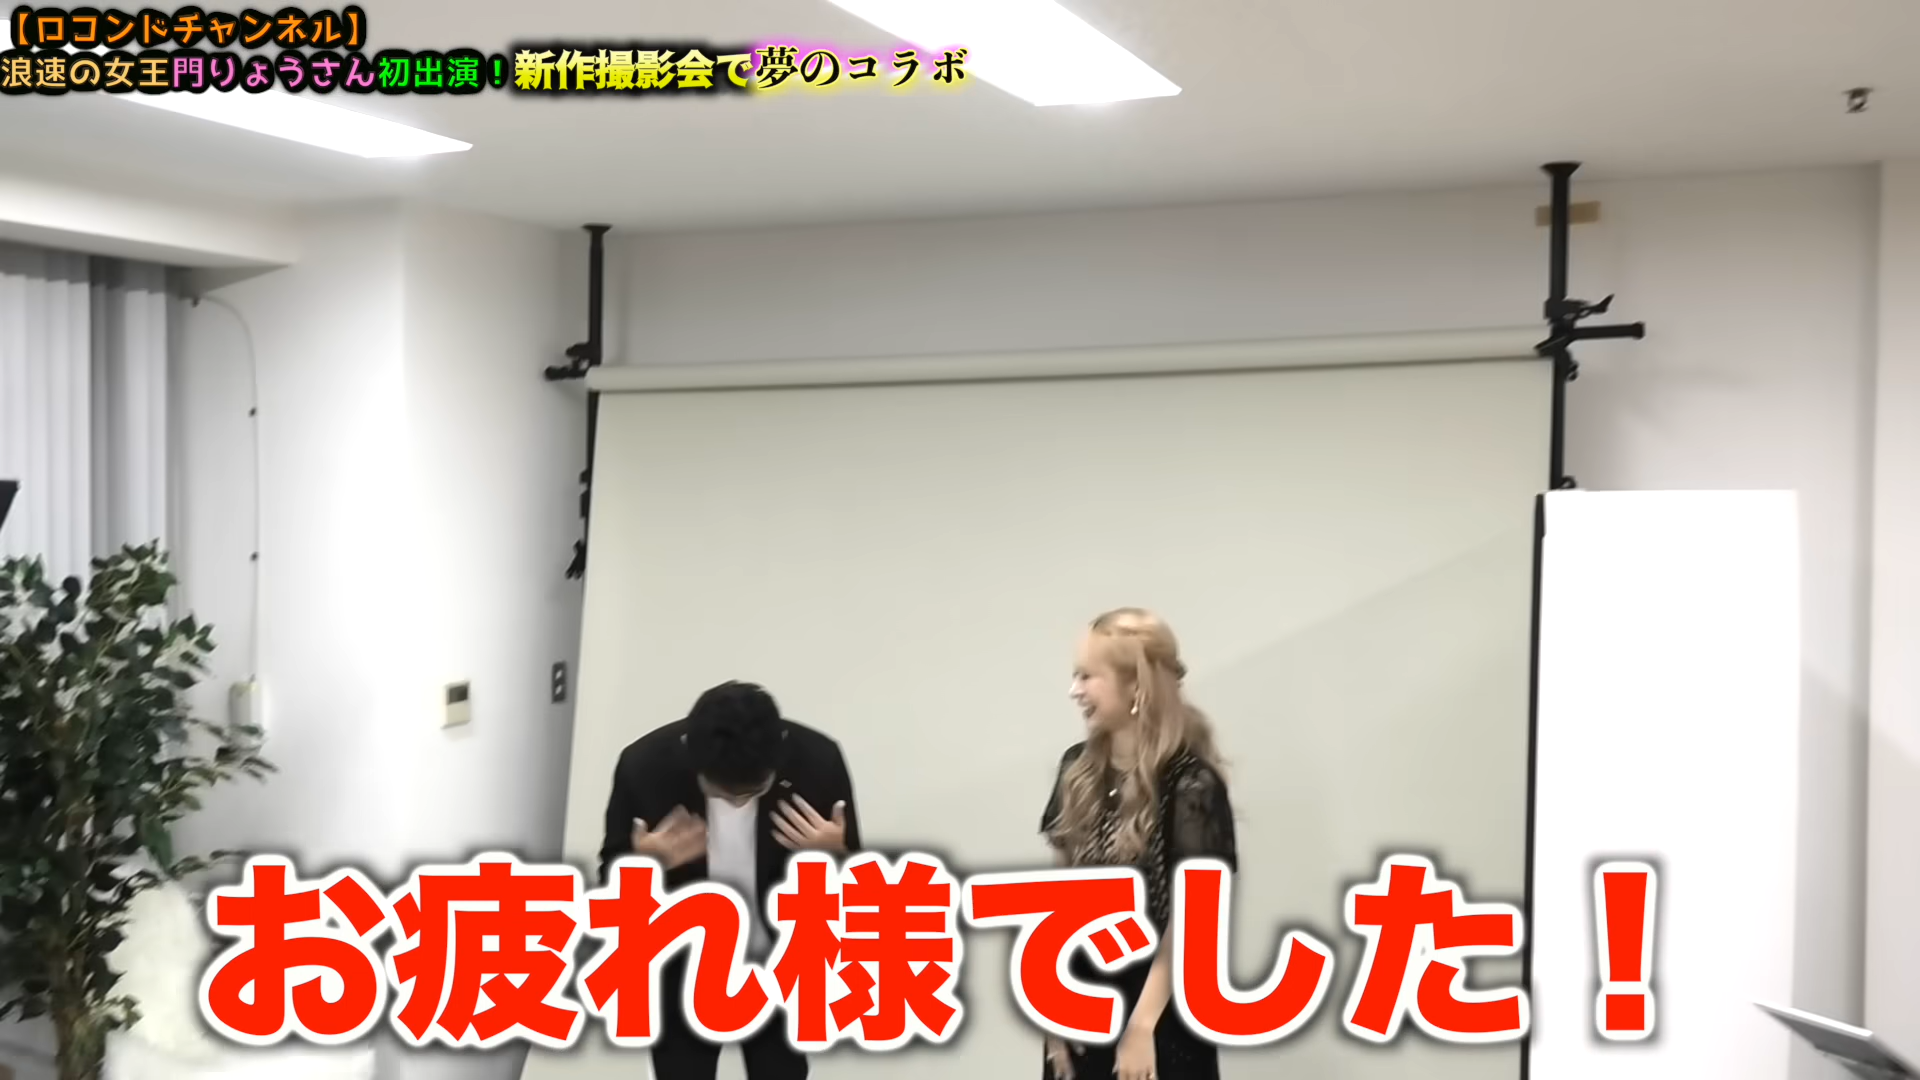 【ロコンドチャンネル】
浪速の女王門りょうさん初出演！新作撮影会で夢のコラボ
お疲れ様でした！